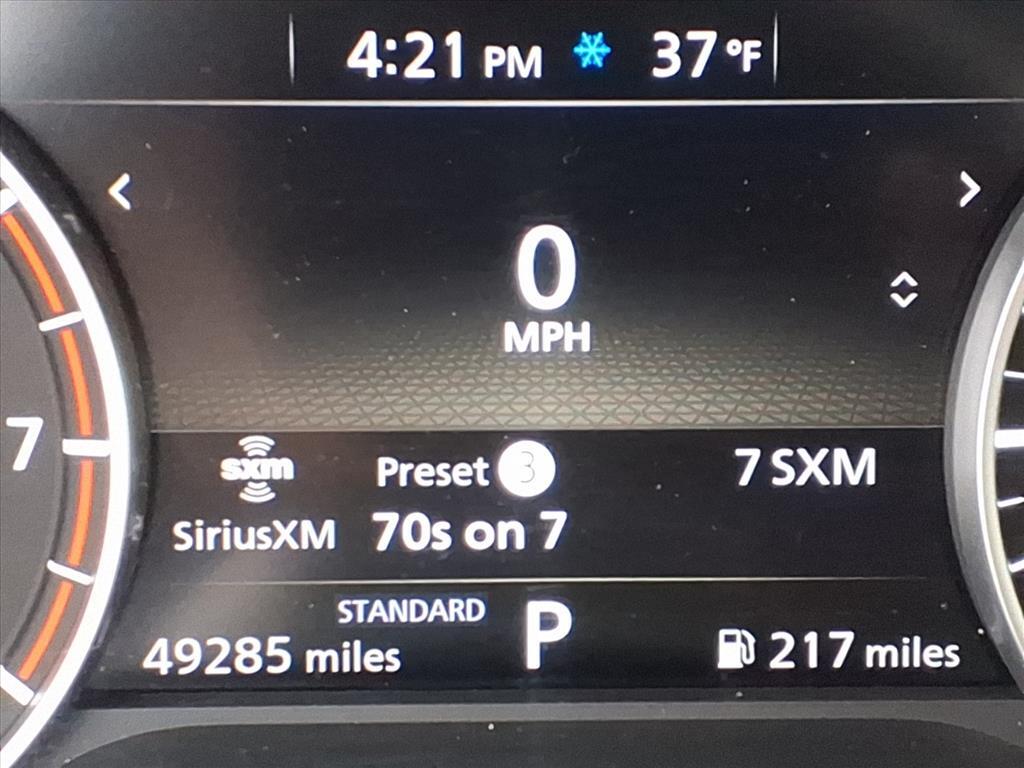 4:21 PM 37 °F
0
MPH
sxm Preset 3 7 SXM
SiriusXM 70s on 7
7
STANDARD P
49285 miles 217 miles